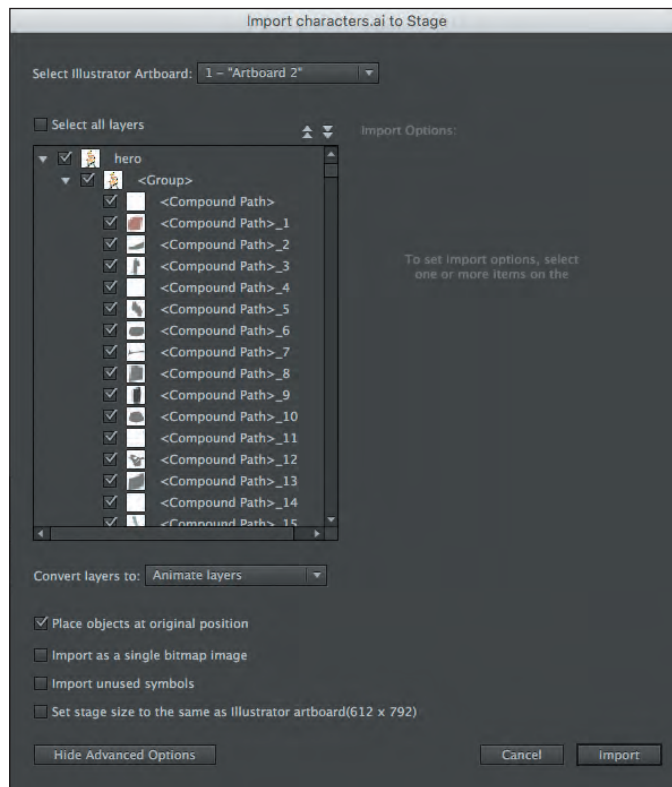 Import characters.ai to Stage
Select Illustrator Artboard: 1 - "Artboard 2"
Select all layers
Import Options:
hero
<Group>
<Compound Path>
<Compound Path>_1
<Compound Path>_2
<Compound Path>_3
<Compound Path>_4
<Compound Path>_5
<Compound Path>_6
<Compound Path>_7
<Compound Path>_8
<Compound Path>_9
<Compound Path>_10
<Compound Path>_11
<Compound Path>_12
<Compound Path>_13
<Compound Path>_14
<Compound Path>_15
To set import options, select
one or more items on the
Convert layers to: Animate layers
Place objects at original position
Import as a single bitmap image
Import unused symbols
Set stage size to the same as Illustrator artboard(612 x 792)
Hide Advanced Options
Cancel
Import